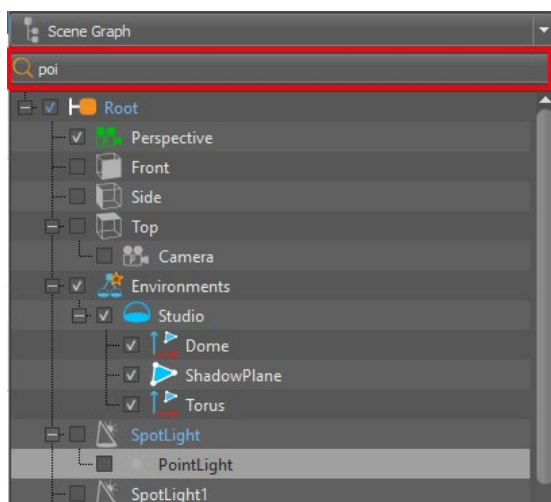 Scene Graph
poi
Root
Perspective
Front
Side
Top
Camera
Environments
Studio
Dome
ShadowPlane
Torus
SpotLight
PointLight
SpotLight1